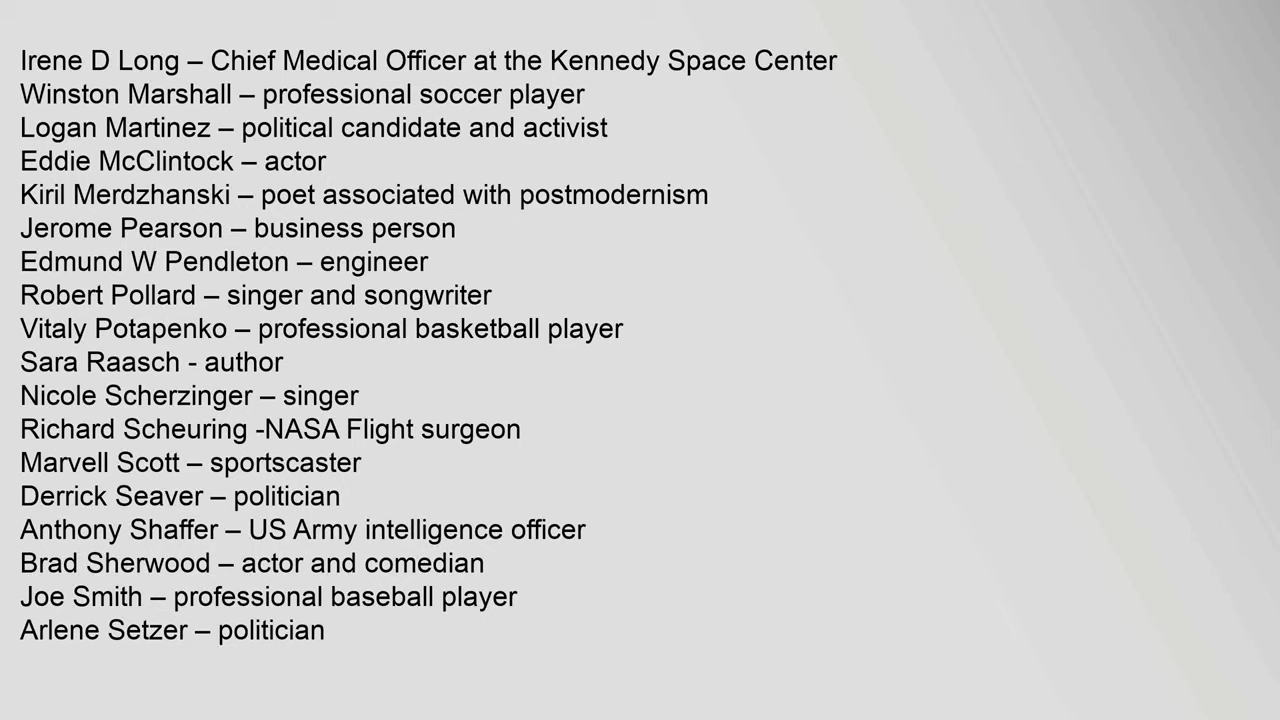 Irene D Long – Chief Medical Officer at the Kennedy Space Center
Winston Marshall – professional soccer player
Logan Martinez – political candidate and activist
Eddie McClintock – actor
Kiril Merdzhanski – poet associated with postmodernism
Jerome Pearson – business person
Edmund W Pendleton – engineer
Robert Pollard – singer and songwriter
Vitaly Potapenko – professional basketball player
Sara Raasch - author
Nicole Scherzinger – singer
Richard Scheuring -NASA Flight surgeon
Marvell Scott – sportscaster
Derrick Seaver – politician
Anthony Shaffer – US Army intelligence officer
Brad Sherwood – actor and comedian
Joe Smith – professional baseball player
Arlene Setzer – politician